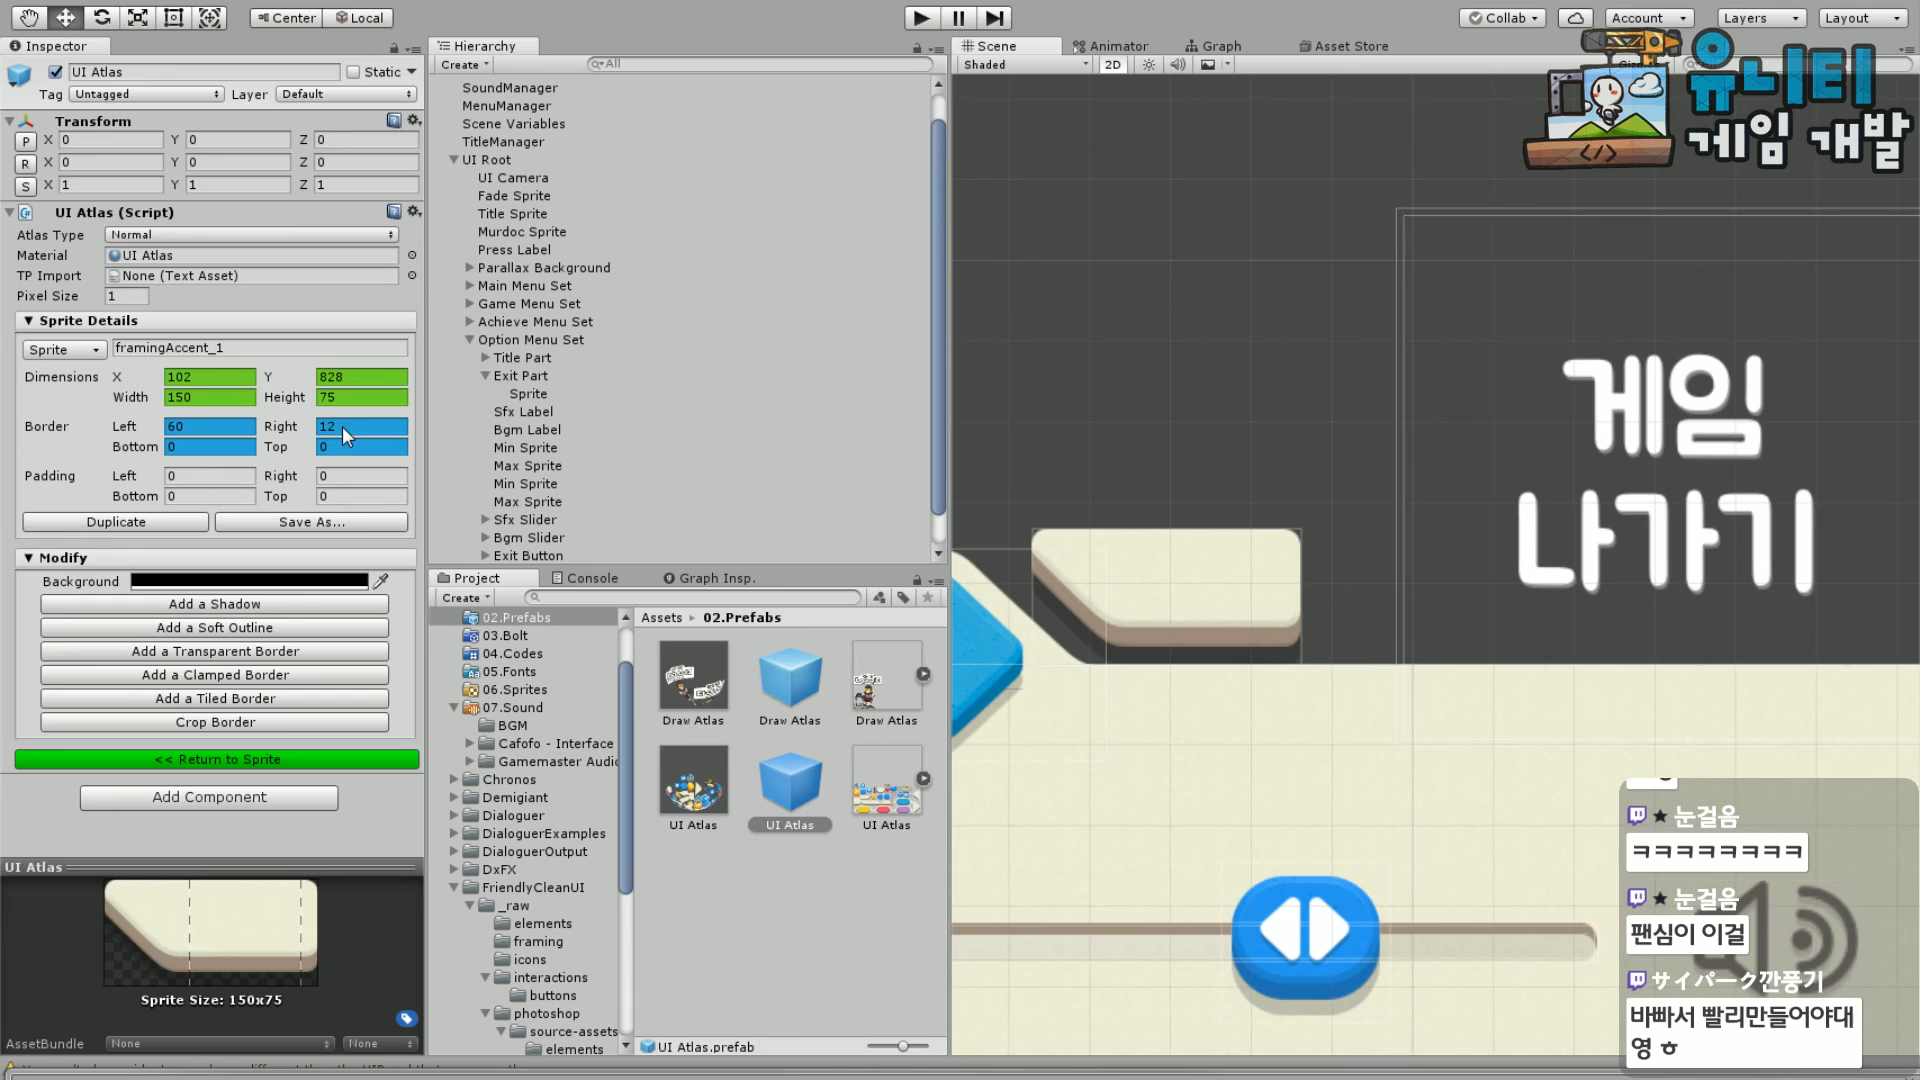 Center
Local
Collab
Account
Layers
Layout
Inspector
UI Atlas
Static
Tag Untagged Layer Default
Transform
P X 0 Y 0 Z 0
R X 0 Y 0 Z 0
S X 1 Y 1 Z 1
UI Atlas (Script)
Atlas Type Normal
Material UI Atlas
TP Import None (Text Asset)
Pixel Size 1
Sprite Details
Sprite framingAccent_1
Dimensions X 102 Y 828
Width 150 Height 75
Border Left 60 Right 12
Bottom 0 Top 0
Padding Left 0 Right 0
Bottom 0 Top 0
Duplicate Save As...
Modify
Background
Add a Shadow
Add a Soft Outline
Add a Transparent Border
Add a Clamped Border
Add a Tiled Border
Crop Border
<< Return to Sprite
Add Component
UI Atlas
Sprite Size: 150x75
AssetBundle None None
Hierarchy
Create All
SoundManager
MenuManager
Scene Variables
TitleManager
UI Root
UI Camera
Fade Sprite
Title Sprite
Murdoc Sprite
Press Label
Parallax Background
Main Menu Set
Game Menu Set
Achieve Menu Set
Option Menu Set
Title Part
Exit Part
Sprite
Sfx Label
Bgm Label
Min Sprite
Max Sprite
Min Sprite
Max Sprite
Sfx Slider
Bgm Slider
Exit Button
Project Console Graph Insp.
Create
02.Prefabs
03.Bolt
04.Codes
05.Fonts
06.Sprites
07.Sound
BGM
Cafofo - Interface
Gamemaster Audio
Chronos
Demigiant
Dialoguer
DialoguerExamples
DialoguerOutput
DxFX
FriendlyCleanUI
_raw
elements
framing
icons
interactions
buttons
photoshop
source-assets
elements
Assets 02.Prefabs
Draw Atlas
Draw Atlas
Draw Atlas
UI Atlas
UI Atlas
UI Atlas
UI Atlas.prefab
Scene Animator Graph Asset Store
Shaded 2D
유니티
게임 개발
</>
게임
나가기
★ 눈걸음
ㅋㅋㅋㅋㅋㅋㅋㅋ
★ 눈걸음
팬심이 이걸
サイパーク깐풍기
바빠서 빨리만들어야대
영 ㅎ